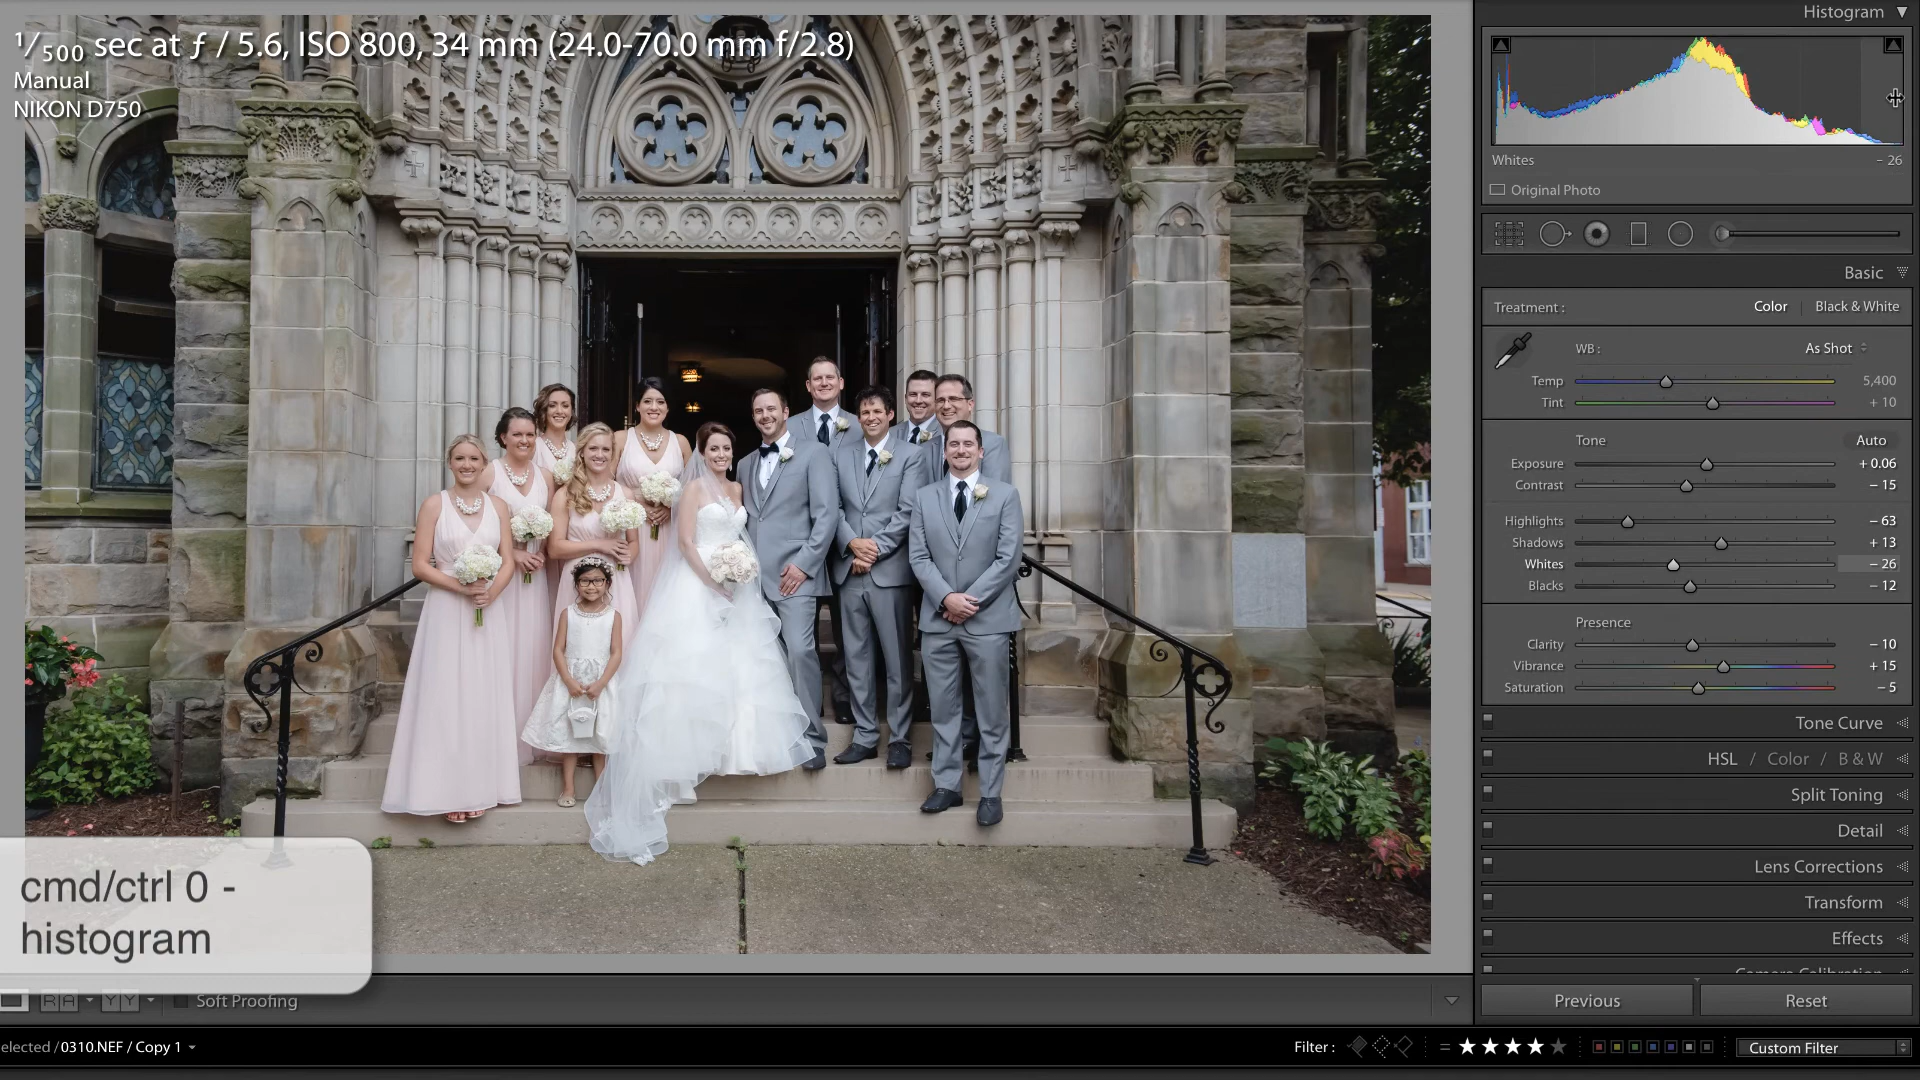 1/500 sec at ƒ / 5.6, ISO 800, 34 mm (24.0-70.0 mm f/2.8)
Manual
NIKON D750
Histogram
Whites - 26
Original Photo
Basic
Treatment : Color Black & White
WB : As Shot
Temp 5,400
Tint + 10
Tone Auto
Exposure + 0.06
Contrast - 15
Highlights - 63
Shadows + 13
Whites - 26
Blacks - 12
Presence
Clarity - 10
Vibrance + 15
Saturation - 5
Tone Curve
HSL / Color / B & W
Split Toning
Detail
Lens Corrections
Transform
Effects
Camera Calibration
cmd/ctrl 0 -
histogram
R A Y Y Soft Proofing
Previous Reset
elected / 0310.NEF / Copy 1
Filter : Custom Filter